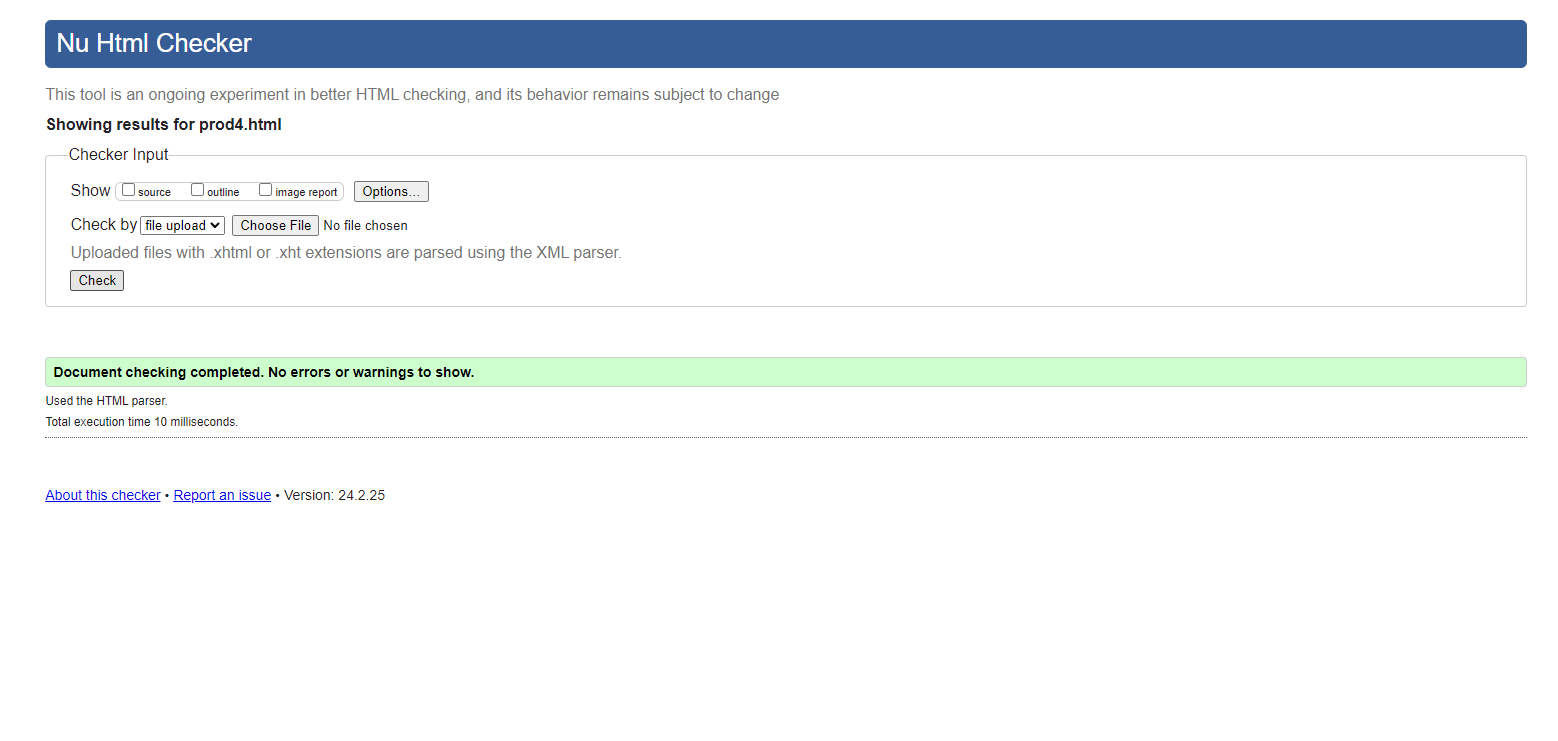 Nu Html Checker
This tool is an ongoing experiment in better HTML checking, and its behavior remains subject to change
Showing results for prod4.html
Checker Input
Show source outline image report Options...
Check by file upload Choose File No file chosen
Uploaded files with .xhtml or .xht extensions are parsed using the XML parser.
Check
Document checking completed. No errors or warnings to show.
Used the HTML parser.
Total execution time 10 milliseconds.
About this checker • Report an issue • Version: 24.2.25